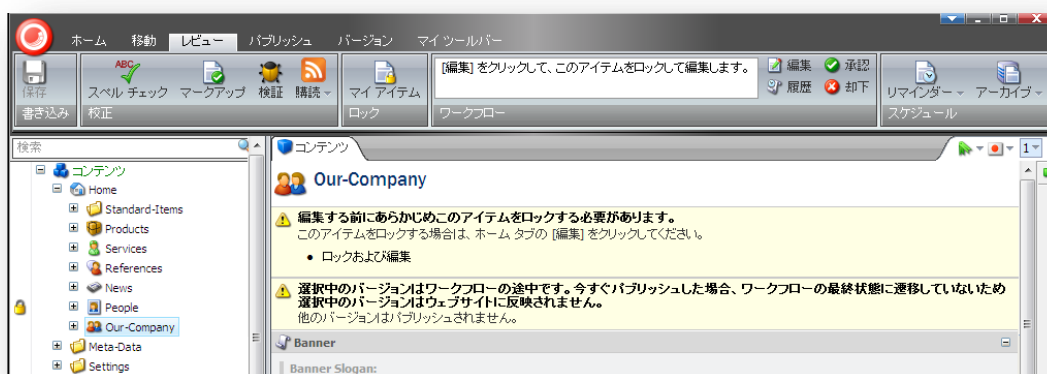 ホーム 移動 レビュー パブリッシュ バージョン マイ ツールバー
保存
ABC
スペル チェック マークアップ 検証 購読
マイ アイテム
[編集] をクリックして、このアイテムをロックして編集します。
編集 承認
履歴 却下
リマインダー アーカイブ
書き込み 校正 ロック ワークフロー スケジュール
検索
コンテンツ
Home
Standard-Items
Products
Services
References
News
People
Our-Company
Meta-Data
Settings
コンテンツ
1
Our-Company
編集する前にあらかじめこのアイテムをロックする必要があります。
このアイテムをロックする場合は、ホーム タブの [編集] をクリックしてください。
• ロックおよび編集
選択中のバージョンはワークフローの途中です。今すぐパブリッシュした場合、ワークフローの最終状態に遷移していないため
選択中のバージョンはウェブサイトに反映されません。
他のバージョンはパブリッシュされません。
Banner
Banner Slogan: